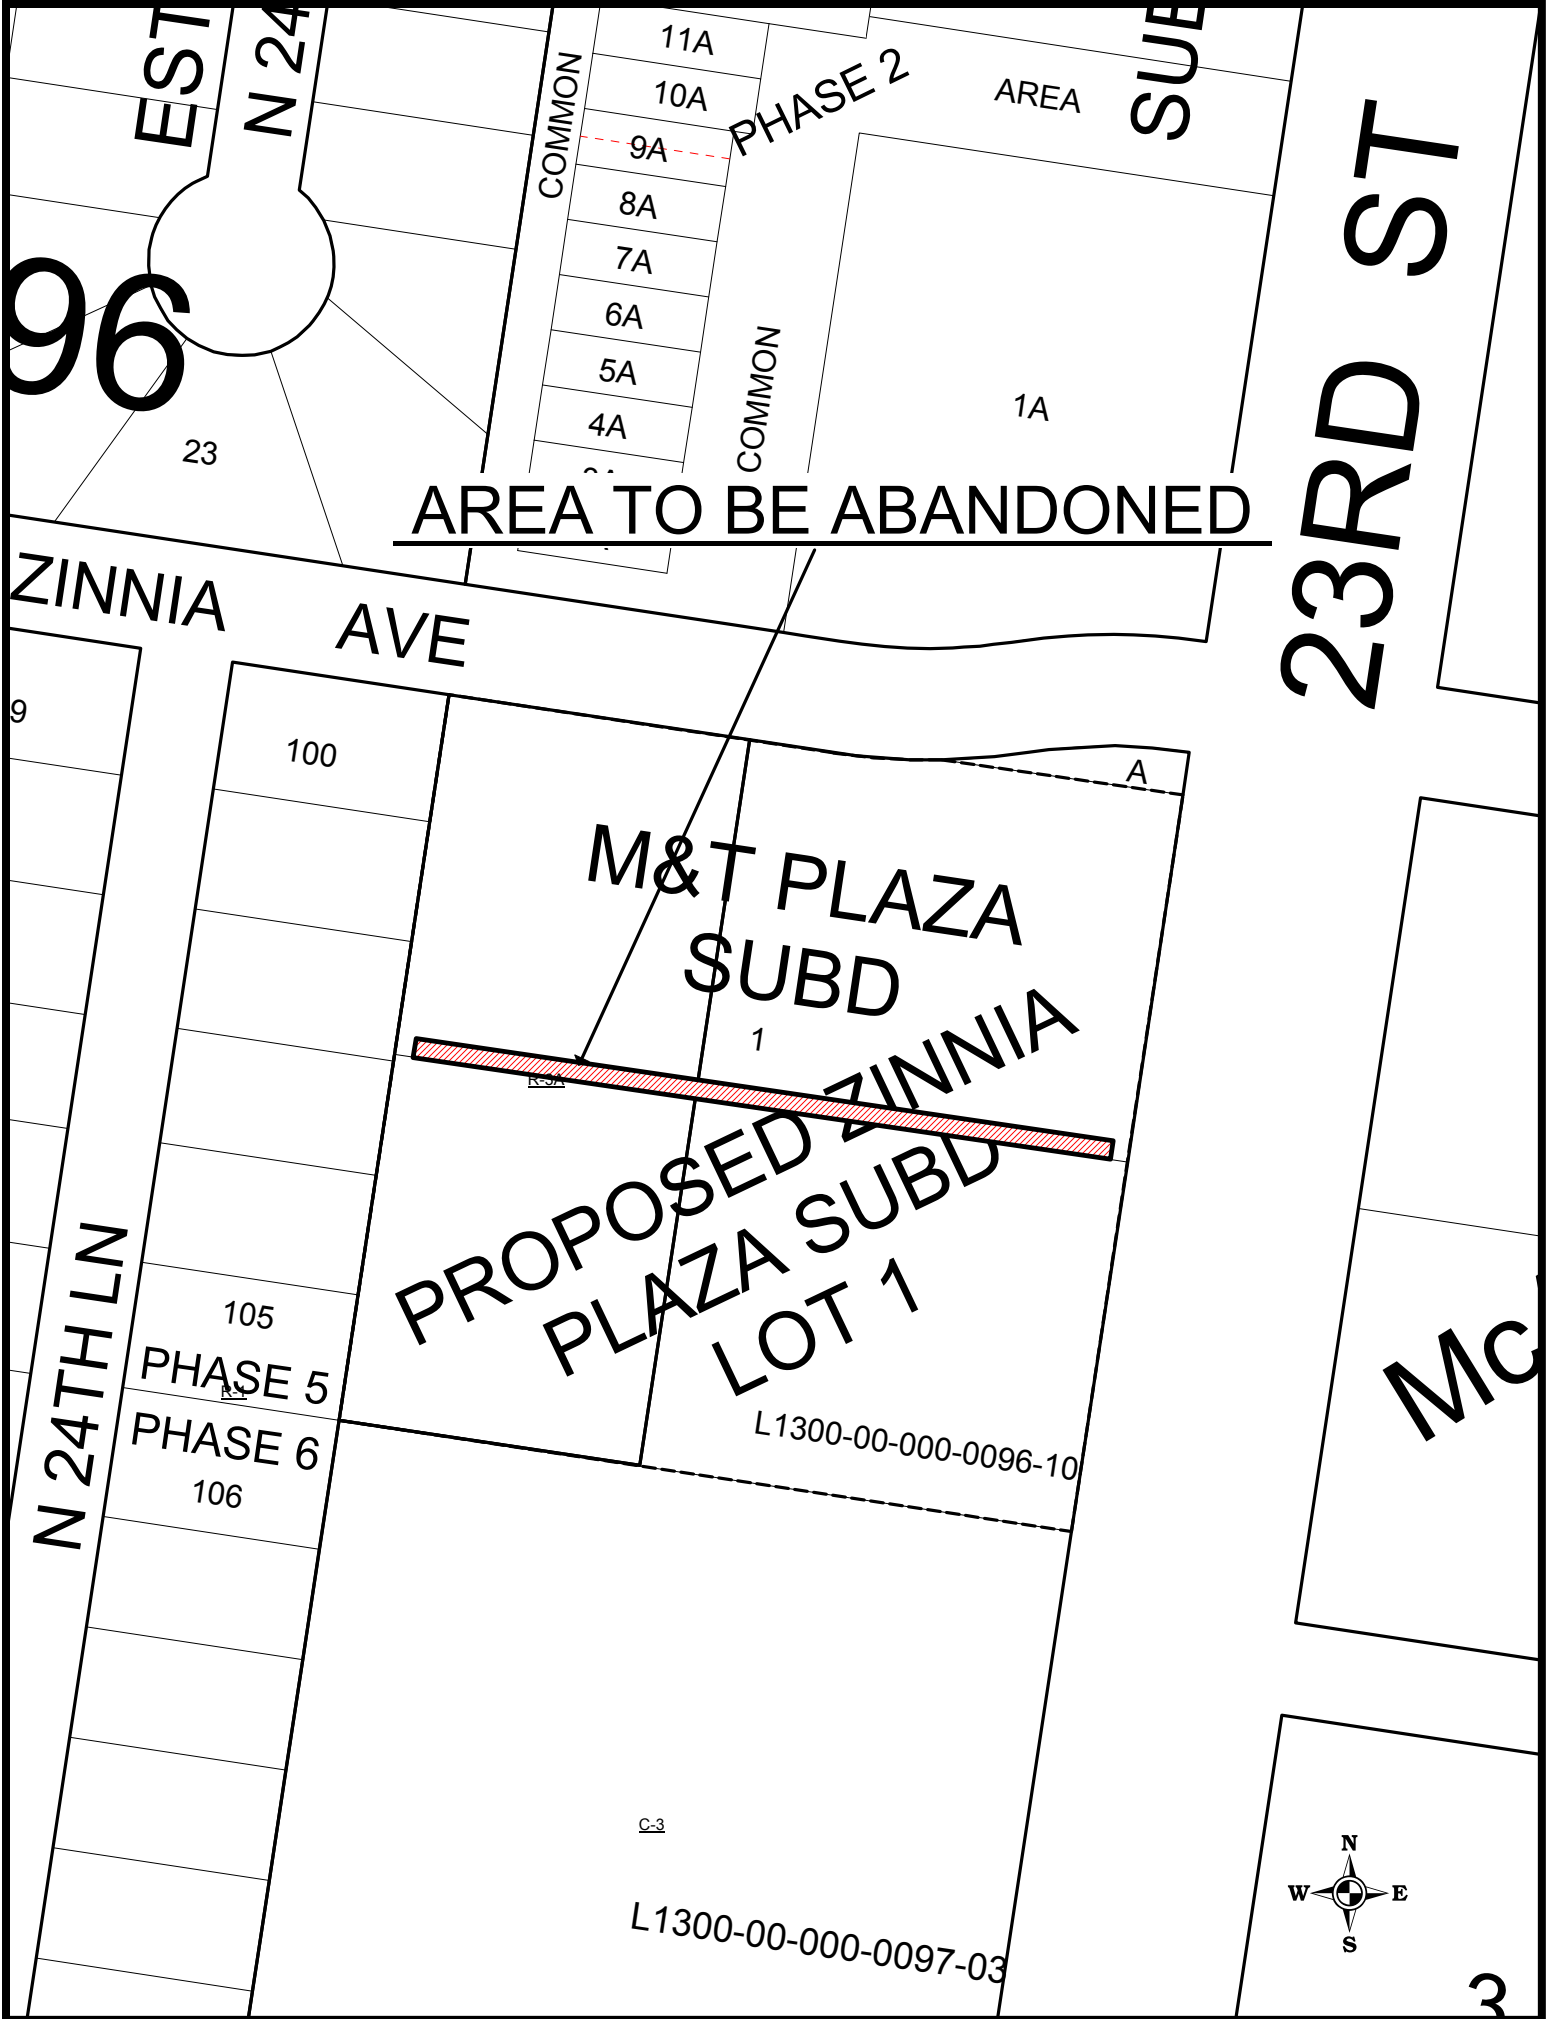 EST
N 24
COMMON
11A
10A
9A
8A
7A
6A
5A
4A
PHASE 2
AREA
COMMON
1A
23RD ST
96
23
AREA TO BE ABANDONED
ZINNIA AVE
9
100
A
M&T PLAZA
SUBD
1
R-3A
PROPOSED ZINNIA
PLAZA SUBD
LOT 1
L1300-00-000-0096-10
N 24TH LN
105
PHASE 5
R-1
PHASE 6
106
C-3
L1300-00-000-0097-03
N
W
E
S
3